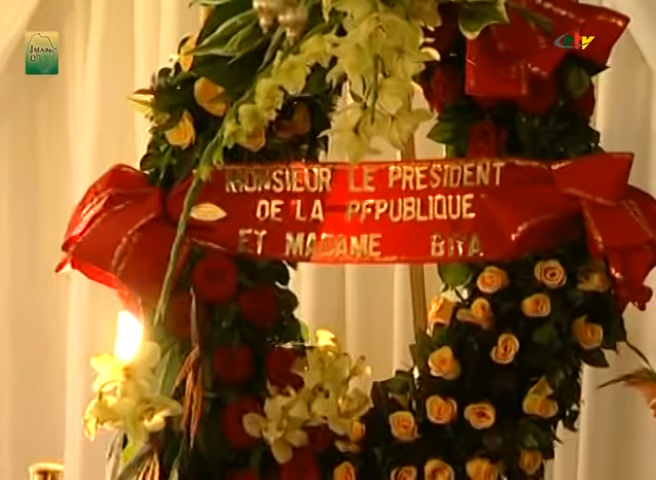 MONSIEUR LE PRESIDENT
DE LA REPUBLIQUE
ET MADAME BIYA